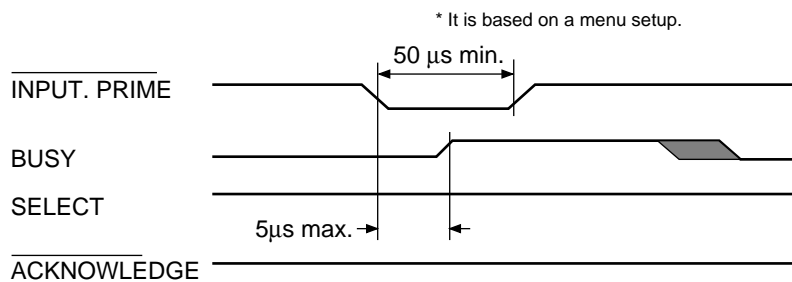 * It is based on a menu setup.
50 µs min.
INPUT. PRIME
BUSY
SELECT
5µs max.
ACKNOWLEDGE